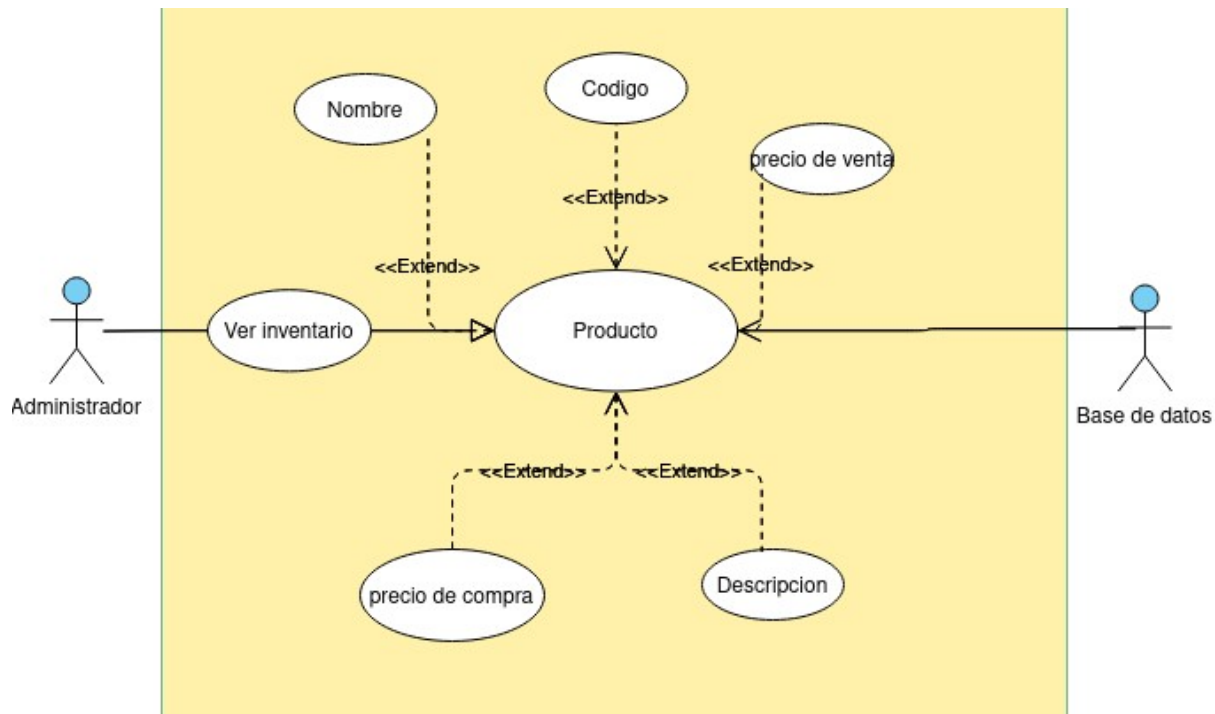 Codigo
Nombre
precio de venta
<<Extend>>
<<Extend>>
<<Extend>>
Ver inventario
Producto
Administrador
Base de datos
<<Extend>>
<<Extend>>
precio de compra
Descripcion